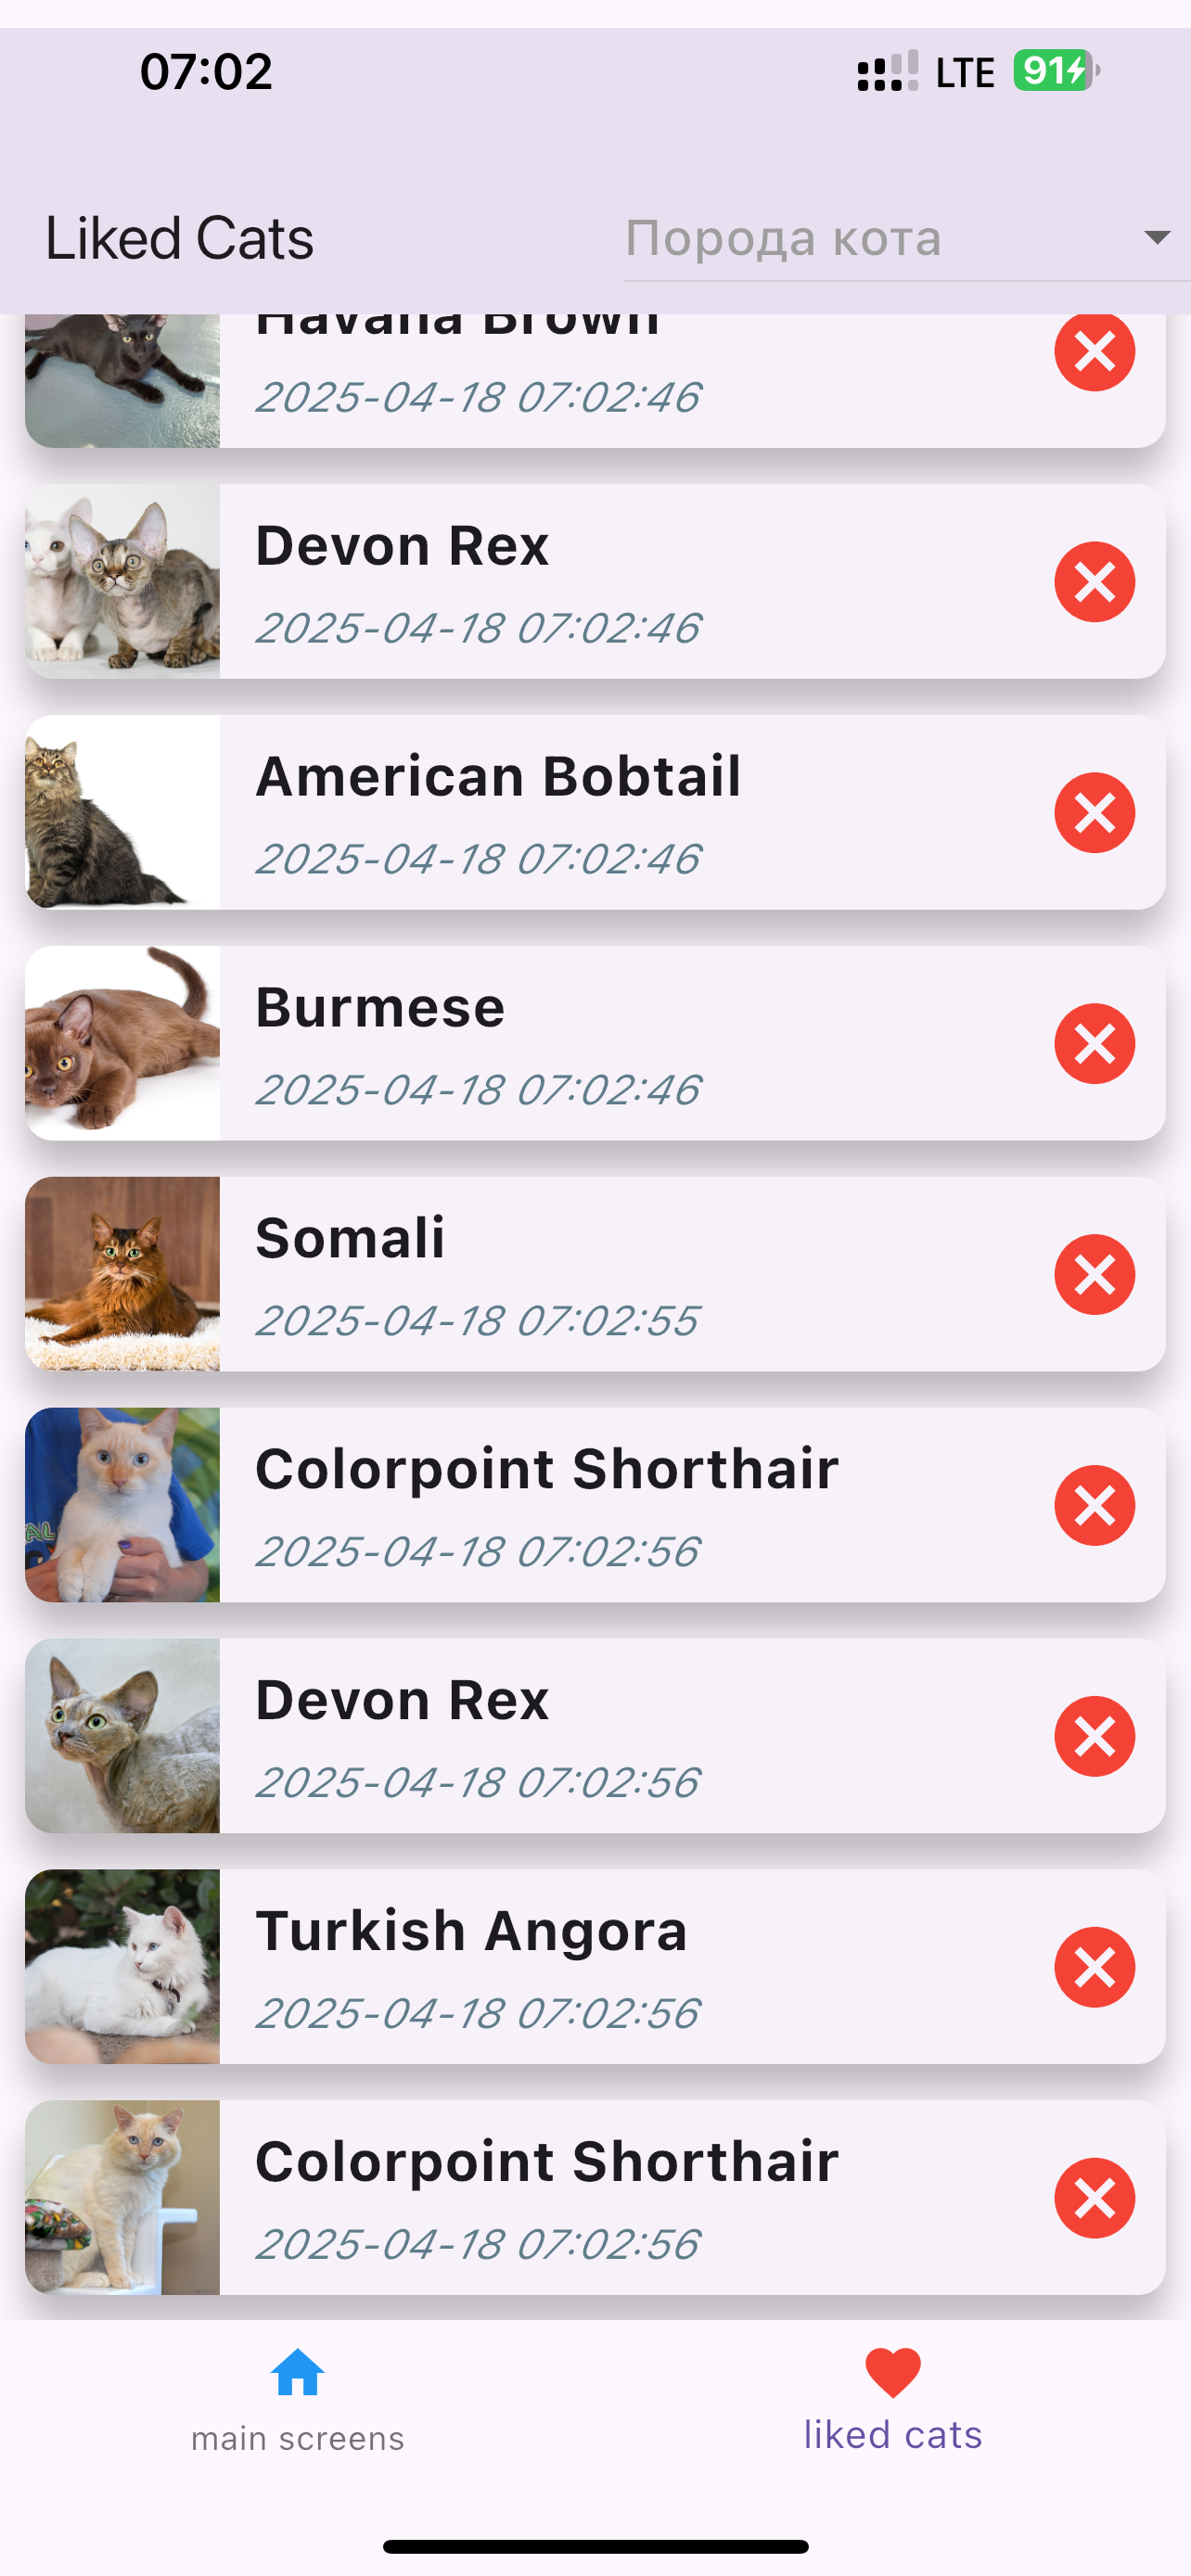 07:02 LTE 91
Liked Cats
Порода кота
Havana Brown
2025-04-18 07:02:46
Devon Rex
2025-04-18 07:02:46
American Bobtail
2025-04-18 07:02:46
Burmese
2025-04-18 07:02:46
Somali
2025-04-18 07:02:55
Colorpoint Shorthair
2025-04-18 07:02:56
Devon Rex
2025-04-18 07:02:56
Turkish Angora
2025-04-18 07:02:56
Colorpoint Shorthair
2025-04-18 07:02:56
main screens
liked cats